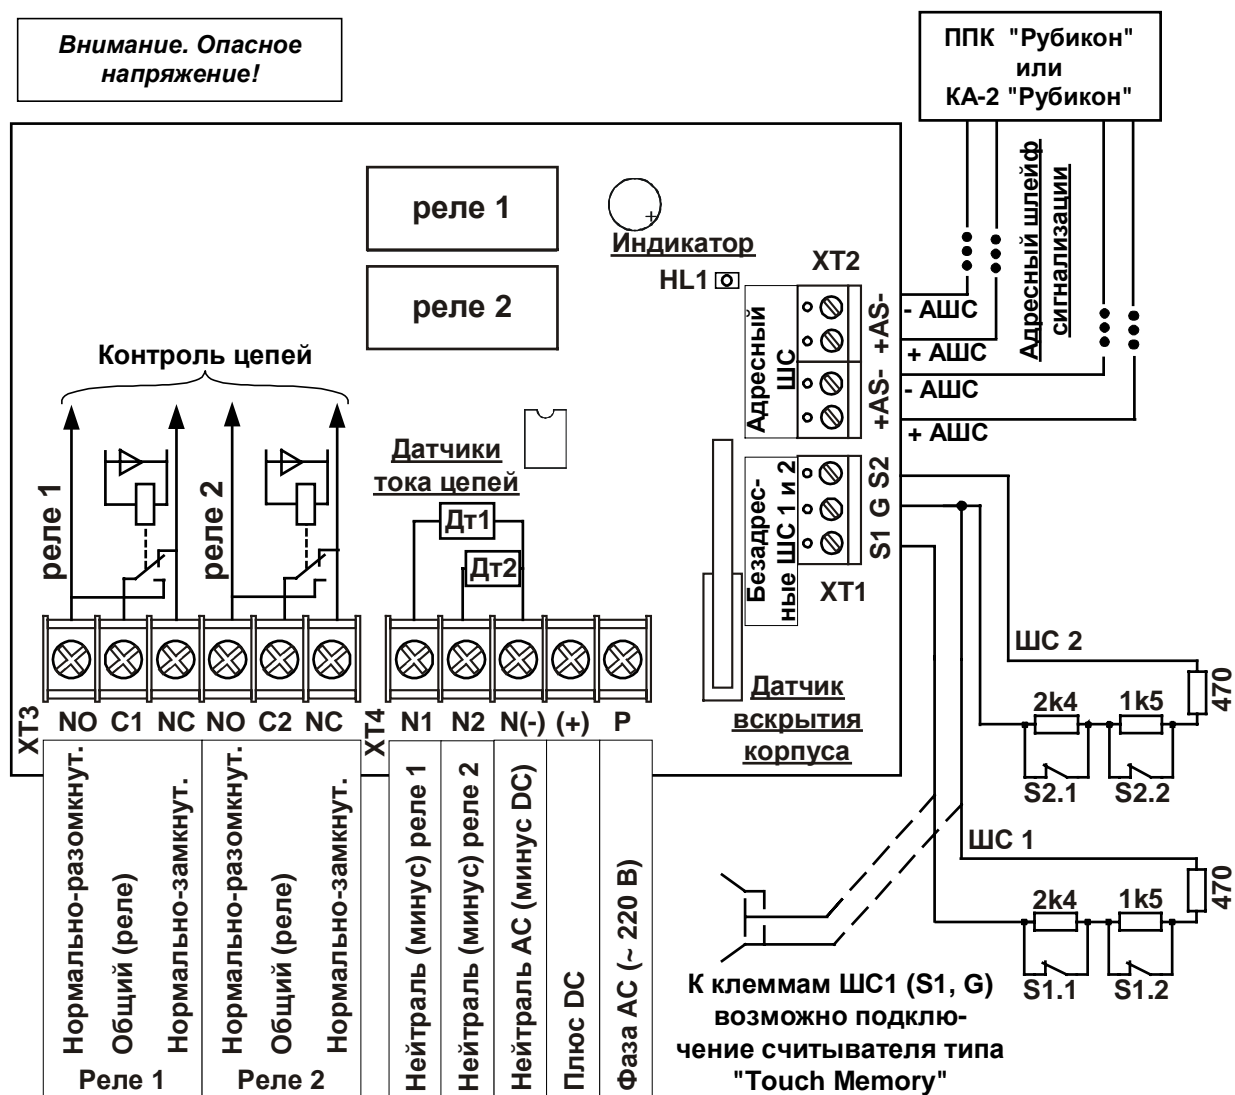 Внимание. Опасное
напряжение!
ППК "Рубикон"
или
КА-2 "Рубикон"
реле 1
реле 2
+
Индикатор
HL1
XT2
Адресный
ШС
+AS-
+AS-
- АШС
+ АШС
- АШС
+ АШС
Адресный шлейф
сигнализации
Контроль цепей
реле 1
реле 2
Датчики
тока цепей
Дт1
Дт2
Безадрес-
ные ШС 1 и 2
S2
G
S1
XT1
ШС 2
2k4
1k5
470
S2.1
S2.2
Датчик
вскрытия
корпуса
XT3
NO
C1
NC
NO
C2
NC
XT4
N1
N2
N(-)
(+)
P
Нормально-разомкнут.
Общий (реле)
Нормально-замкнут.
Реле 1
Нормально-разомкнут.
Общий (реле)
Нормально-замкнут.
Реле 2
Нейтраль (минус) реле 1
Нейтраль (минус) реле 2
Нейтраль AC (минус DC)
Плюс DC
Фаза AC (~ 220 В)
ШС 1
2k4
1k5
470
S1.1
S1.2
К клеммам ШС1 (S1, G)
возможно подклю-
чение считывателя типа
"Touch Memory"